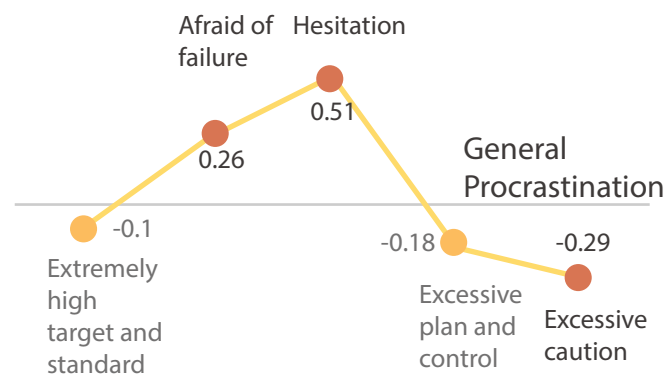 Afraid of
failure
Hesitation
0.26
0.51
General
Procrastination
-0.1
-0.18
-0.29
Extremely
high
target and
standard
Excessive
plan and
control
Excessive
caution